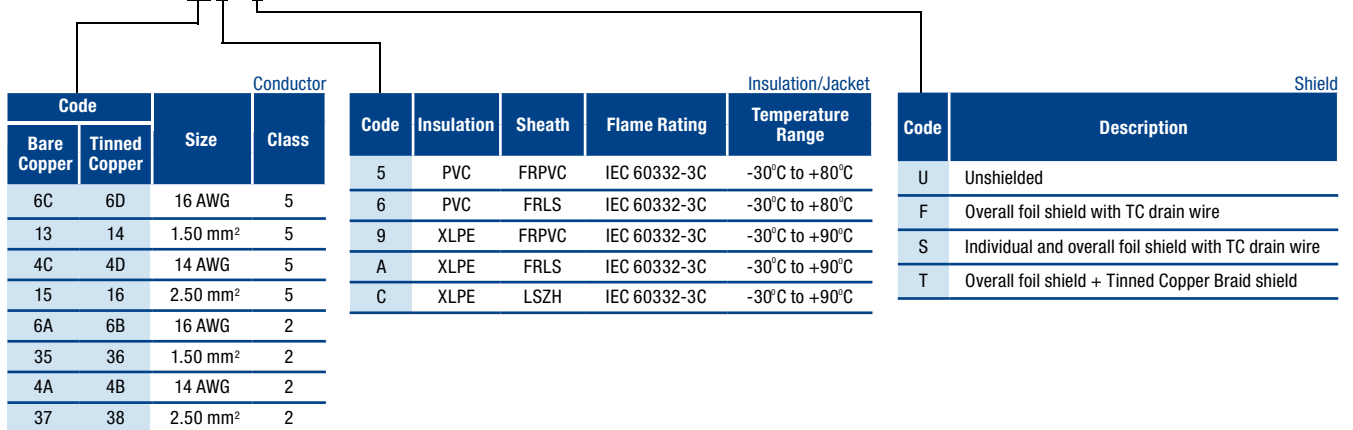 Conductor
Code Size Class
Bare Copper Tinned Copper
6C 6D 16 AWG 5
13 14 1.50 mm² 5
4C 4D 14 AWG 5
15 16 2.50 mm² 5
6A 6B 16 AWG 2
35 36 1.50 mm² 2
4A 4B 14 AWG 2
37 38 2.50 mm² 2
Insulation/Jacket
Code Insulation Sheath Flame Rating Temperature Range
5 PVC FRPVC IEC 60332-3C -30°C to +80°C
6 PVC FRLS IEC 60332-3C -30°C to +80°C
9 XLPE FRPVC IEC 60332-3C -30°C to +90°C
A XLPE FRLS IEC 60332-3C -30°C to +90°C
C XLPE LSZH IEC 60332-3C -30°C to +90°C
Shield
Code Description
U Unshielded
F Overall foil shield with TC drain wire
S Individual and overall foil shield with TC drain wire
T Overall foil shield + Tinned Copper Braid shield